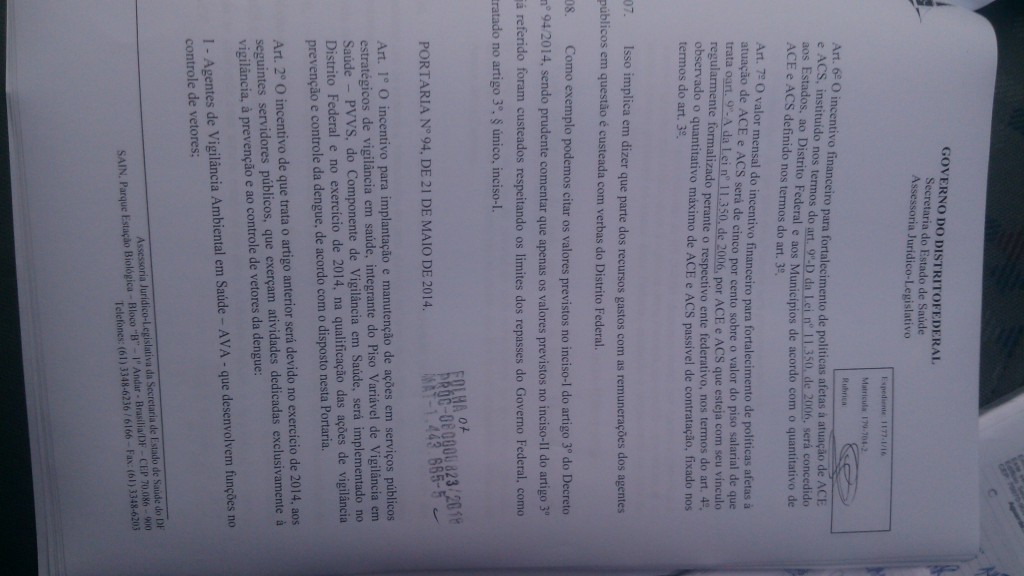 GOVERNO DO DISTRITO FEDERAL
Secretaria do Estado de Saúde
Assessoria Jurídico-Legislativo
Expediente: 1177-1/16
Matrícula 179.704-2
Rubrica
Art. 6º O incentivo financeiro para fortalecimento de políticas afetas à atuação de ACE
e ACS, instituído nos termos do art. 9º-D da Lei nº 11.350, de 2006, será concedido
aos Estados, ao Distrito Federal e aos Municípios de acordo com o quantitativo de
ACE e ACS definido nos termos do art. 3º.
Art. 7º O valor mensal do incentivo financeiro para fortalecimento de políticas afetas à
atuação de ACE e ACS será de cinco por cento sobre o valor do piso salarial de que
trata o art. 9º-A da Lei nº 11.350, de 2006, por ACE e ACS que esteja com seu vínculo
regularmente formalizado perante o respectivo ente federativo, nos termos do art. 4º,
observado o quantitativo máximo de ACE e ACS passível de contratação, fixado nos
termos do art. 3º.
07. Isso implica em dizer que parte dos recursos gastos com as remunerações dos agentes
públicos em questão é custeada com verbas do Distrito Federal.
08. Como exemplo podemos citar os valores previstos no inciso-I do artigo 3º do Decreto
nº 94/2014, sendo prudente comentar que apenas os valores previstos no inciso-II do artigo 3º
já referido foram custeados respeitando os limites dos repasses do Governo Federal, como
tratado no artigo 3º, § único, inciso-I.
FOLHA 07
PORTARIA Nº 94, DE 21 DE MAIO DE 2014.
Art. 1º O incentivo para implantação e manutenção de ações em serviços públicos
estratégicos de vigilância em saúde, integrante do Piso Variável de Vigilância em
Saúde – PVVS, do Componente de Vigilância em Saúde, será implementado no
Distrito Federal e no exercício de 2014, na qualificação das ações de vigilância
prevenção e controle da dengue, de acordo com o disposto nesta Portaria.
Art. 2º O incentivo de que trata o artigo anterior será devido no exercício de 2014, aos
seguintes servidores públicos, que exerçam atividades dedicadas exclusivamente à
vigilância, à prevenção e ao controle de vetores da dengue:
I - Agentes de Vigilância Ambiental em Saúde – AVA - que desenvolvem funções no
controle de vetores;
Assessoria Jurídico-Legislativa da Secretaria de Estado de Saúde do DF
SAIN, Parque Estação Biológica – Bloco "B" – 1º Andar - Brasília/DF – CEP 70.086 - 900
Telefones: (61) 3348-6236 / 6166 – Fax: (61) 3348-6203